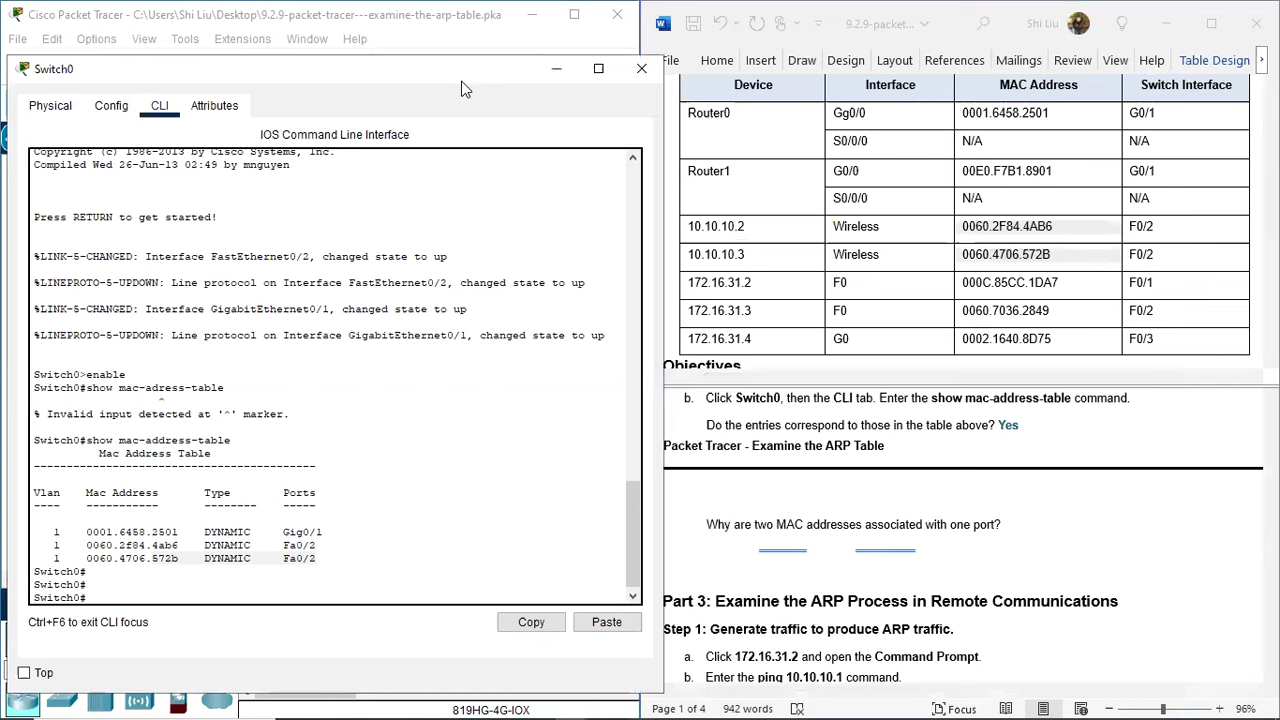 Cisco Packet Tracer - C:\Users\Shi Liu\Desktop\9.2.9-packet-tracer---examine-the-arp-table.pka
File Edit Options View Tools Extensions Window Help
Switch0
Physical Config CLI Attributes
IOS Command Line Interface
Copyright (c) 1986-2013 by Cisco Systems, Inc.
Compiled Wed 26-Jun-13 02:49 by mnguyen
Press RETURN to get started!
%LINK-5-CHANGED: Interface FastEthernet0/2, changed state to up
%LINEPROTO-5-UPDOWN: Line protocol on Interface FastEthernet0/2, changed state to up
%LINK-5-CHANGED: Interface GigabitEthernet0/1, changed state to up
%LINEPROTO-5-UPDOWN: Line protocol on Interface GigabitEthernet0/1, changed state to up
Switch0>enable
Switch0#show mac-adress-table
^
% Invalid input detected at '^' marker.
Switch0#show mac-address-table
Mac Address Table
-------------------------------------------
Vlan Mac Address Type Ports
---- ----------- -------- -----
1 0001.6458.2501 DYNAMIC Gig0/1
1 0060.2f84.4ab6 DYNAMIC Fa0/2
1 0060.4706.572b DYNAMIC Fa0/2
Switch0#
Switch0#
Switch0#
Ctrl+F6 to exit CLI focus
Copy Paste
Top
819HG-4G-IOX
9.2.9-packet... Shi Liu
File Home Insert Draw Design Layout References Mailings Review View Help Table Design
Device Interface MAC Address Switch Interface
Router0 Gg0/0 0001.6458.2501 G0/1
S0/0/0 N/A N/A
Router1 G0/0 00E0.F7B1.8901 G0/1
S0/0/0 N/A N/A
10.10.10.2 Wireless 0060.2F84.4AB6 F0/2
10.10.10.3 Wireless 0060.4706.572B F0/2
172.16.31.2 F0 000C.85CC.1DA7 F0/1
172.16.31.3 F0 0060.7036.2849 F0/2
172.16.31.4 G0 0002.1640.8D75 F0/3
Objectives
b. Click Switch0, then the CLI tab. Enter the show mac-address-table command.
Do the entries correspond to those in the table above? Yes
Packet Tracer - Examine the ARP Table
Why are two MAC addresses associated with one port?
Part 3: Examine the ARP Process in Remote Communications
Step 1: Generate traffic to produce ARP traffic.
a. Click 172.16.31.2 and open the Command Prompt.
b. Enter the ping 10.10.10.1 command.
Page 1 of 4 942 words Focus 96%